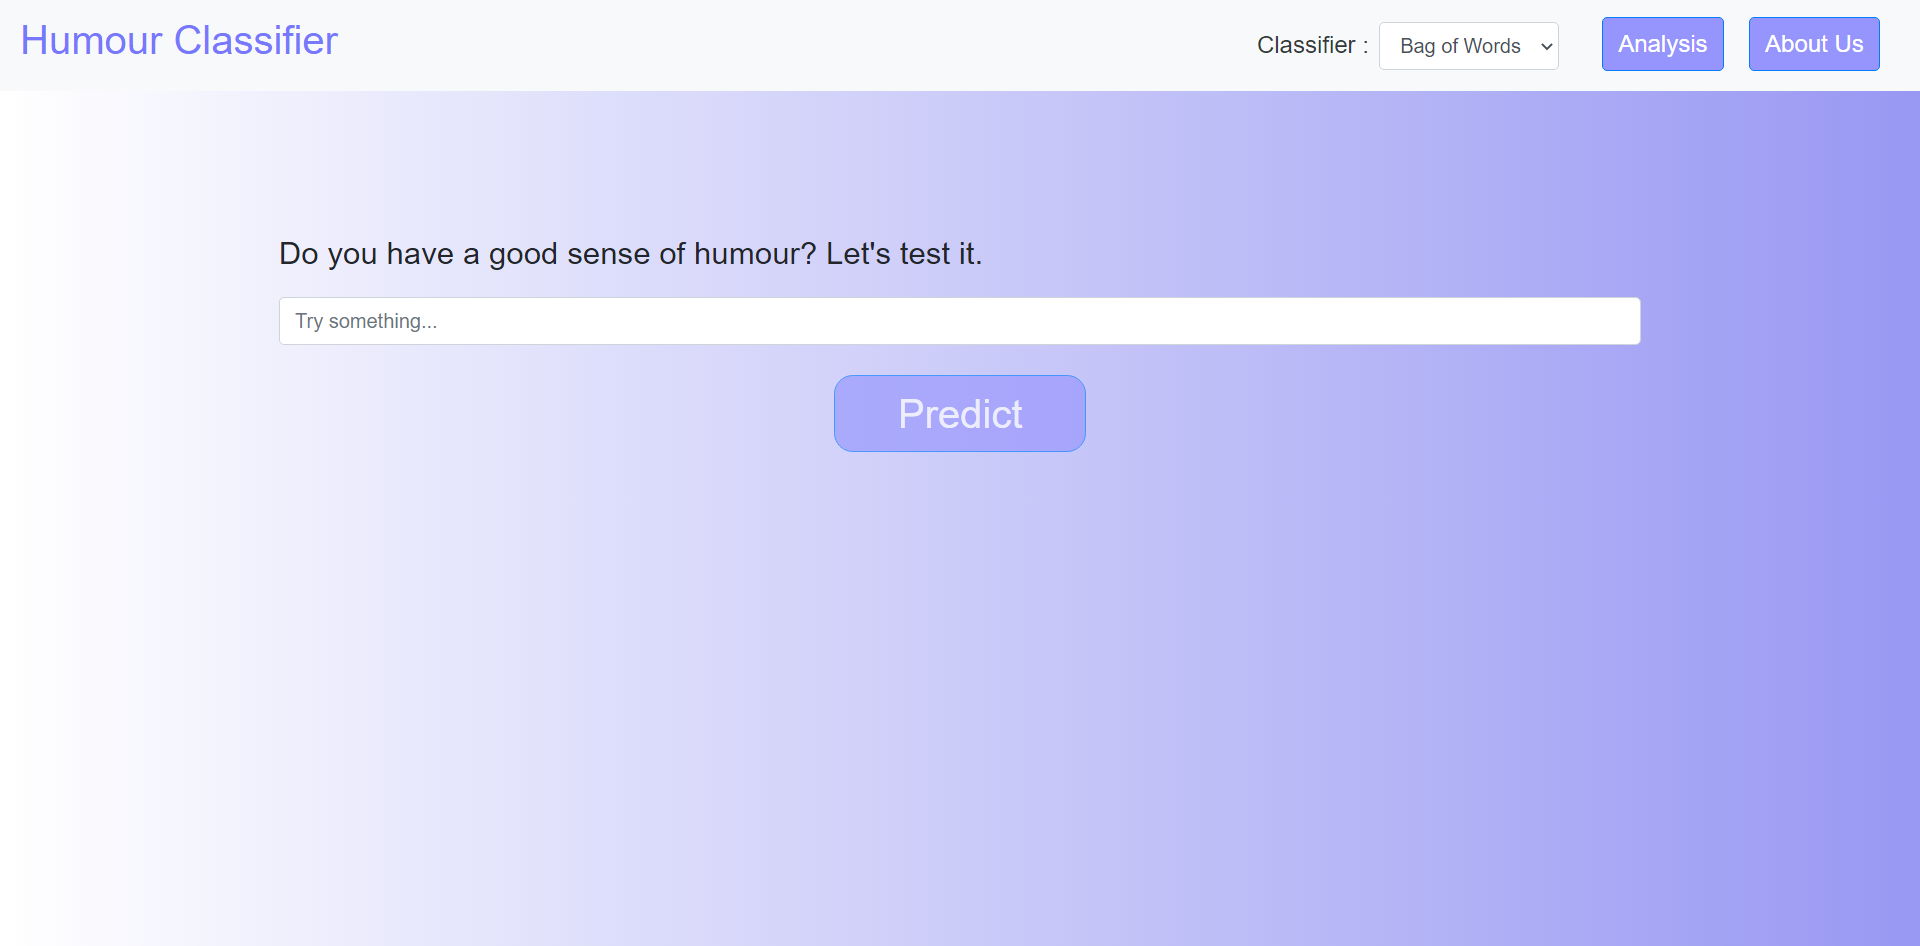 Humour Classifier
Classifier :
Bag of Words
Analysis
About Us
Do you have a good sense of humour? Let's test it.
Try something...
Predict